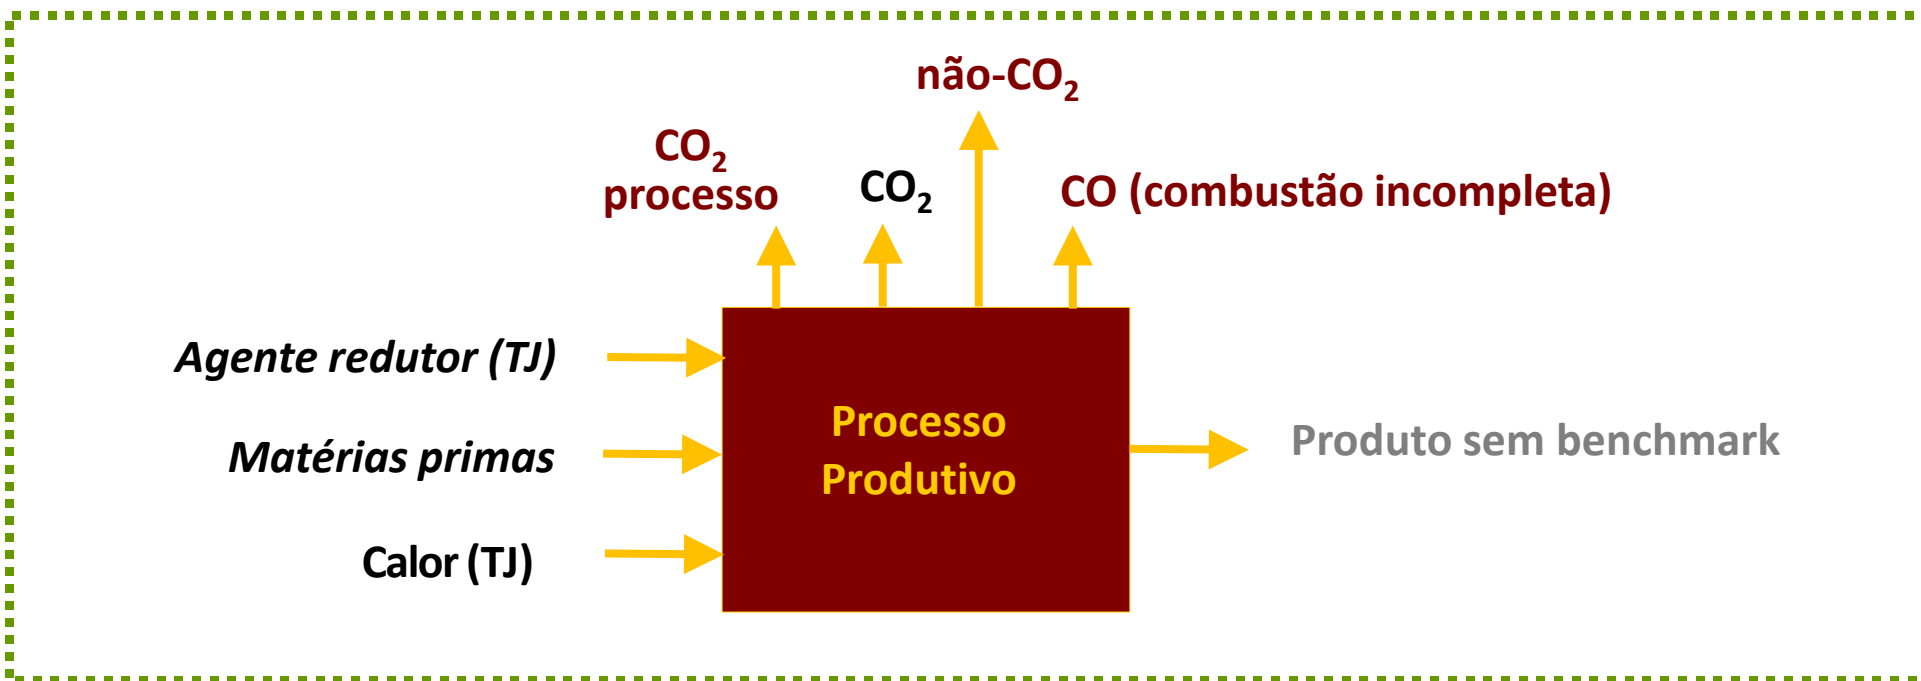 não-CO₂
CO₂
processo
CO₂
CO (combustão incompleta)
Agente redutor (TJ)
Matérias primas
Calor (TJ)
Processo
Produtivo
Produto sem benchmark